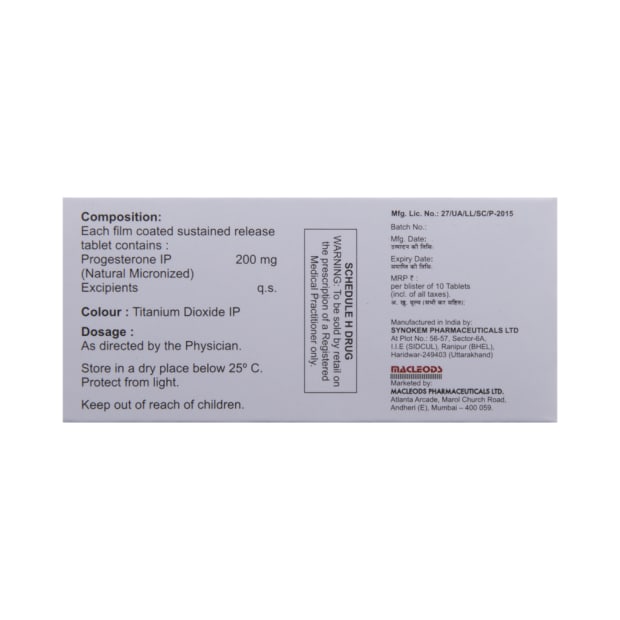 Composition:
Each film coated sustained release
tablet contains :
Progesterone IP 200 mg
(Natural Micronized)
Excipients q.s.
Colour : Titanium Dioxide IP
Dosage :
As directed by the Physician.
Store in a dry place below 25º C.
Protect from light.
Keep out of reach of children.
SCHEDULE H DRUG
WARNING: To be sold by retail on
the prescription of a Registered
Medical Practitioner only.
Mfg. Lic. No.: 27/UA/LL/SC/P-2015
Batch No.:
Mfg. Date:
उत्पादन की तिथि:
Expiry Date:
समाप्ति की तिथि:
MRP ₹ :
per blister of 10 Tablets
(incl. of all taxes).
अ. खु. मूल्य (सभी कर सहित):
Manufactured in India by:
SYNOKEM PHARMACEUTICALS LTD
At Plot No.: 56-57, Sector-6A,
I.I.E (SIDCUL), Ranipur (BHEL),
Haridwar-249403 (Uttarakhand)
MACLEODS
Marketed by:
MACLEODS PHARMACEUTICALS LTD.
Atlanta Arcade, Marol Church Road,
Andheri (E), Mumbai – 400 059.